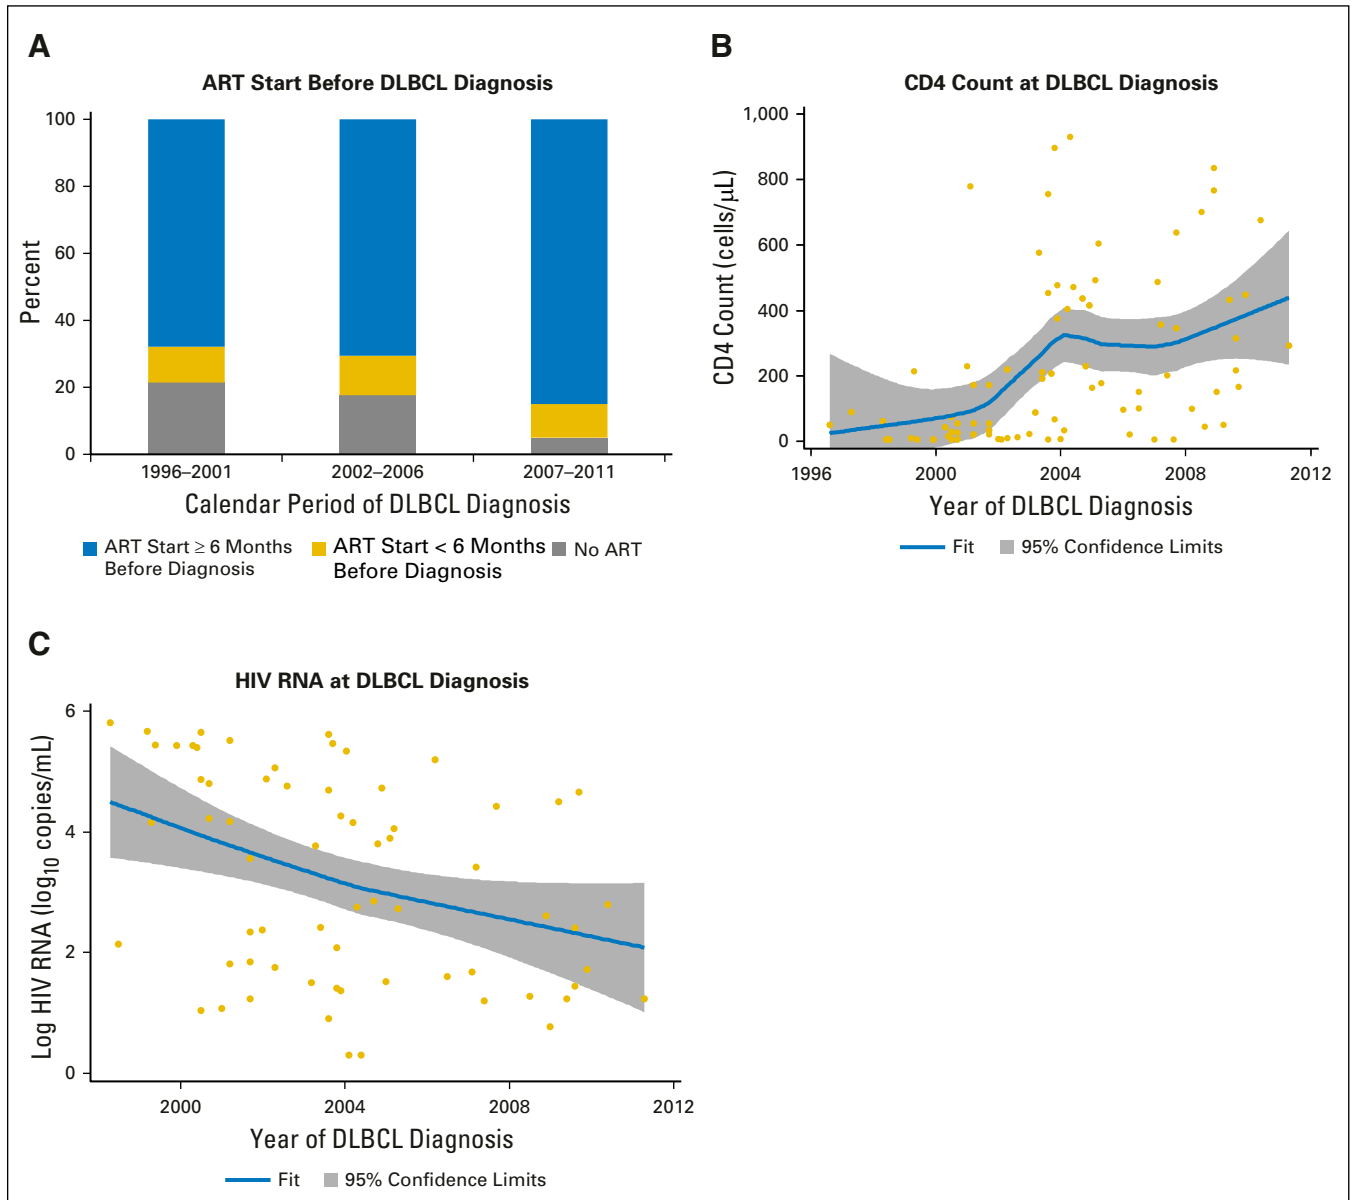 A
ART Start Before DLBCL Diagnosis
100
80
60
40
20
0
Percent
1996–2001
2002–2006
2007–2011
Calendar Period of DLBCL Diagnosis
ART Start ≥ 6 Months
Before Diagnosis
ART Start < 6 Months
Before Diagnosis
No ART
B
CD4 Count at DLBCL Diagnosis
1,000
800
600
400
200
0
CD4 Count (cells/μL)
1996
2000
2004
2008
2012
Year of DLBCL Diagnosis
Fit
95% Confidence Limits
C
HIV RNA at DLBCL Diagnosis
6
4
2
0
Log HIV RNA (log10 copies/mL)
2000
2004
2008
2012
Year of DLBCL Diagnosis
Fit
95% Confidence Limits